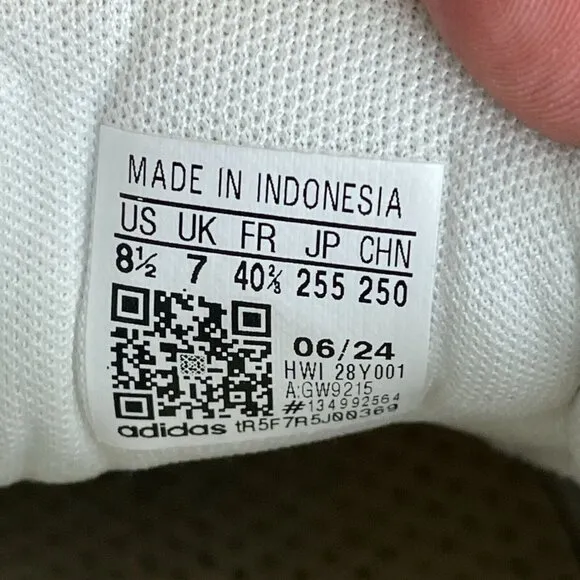 MADE IN INDONESIA
US UK FR JP CHN
8½ 7 40⅔ 255 250
06/24
HWI 28Y001
A:GW9215
#134992564
adidas tR5F7R5J00369